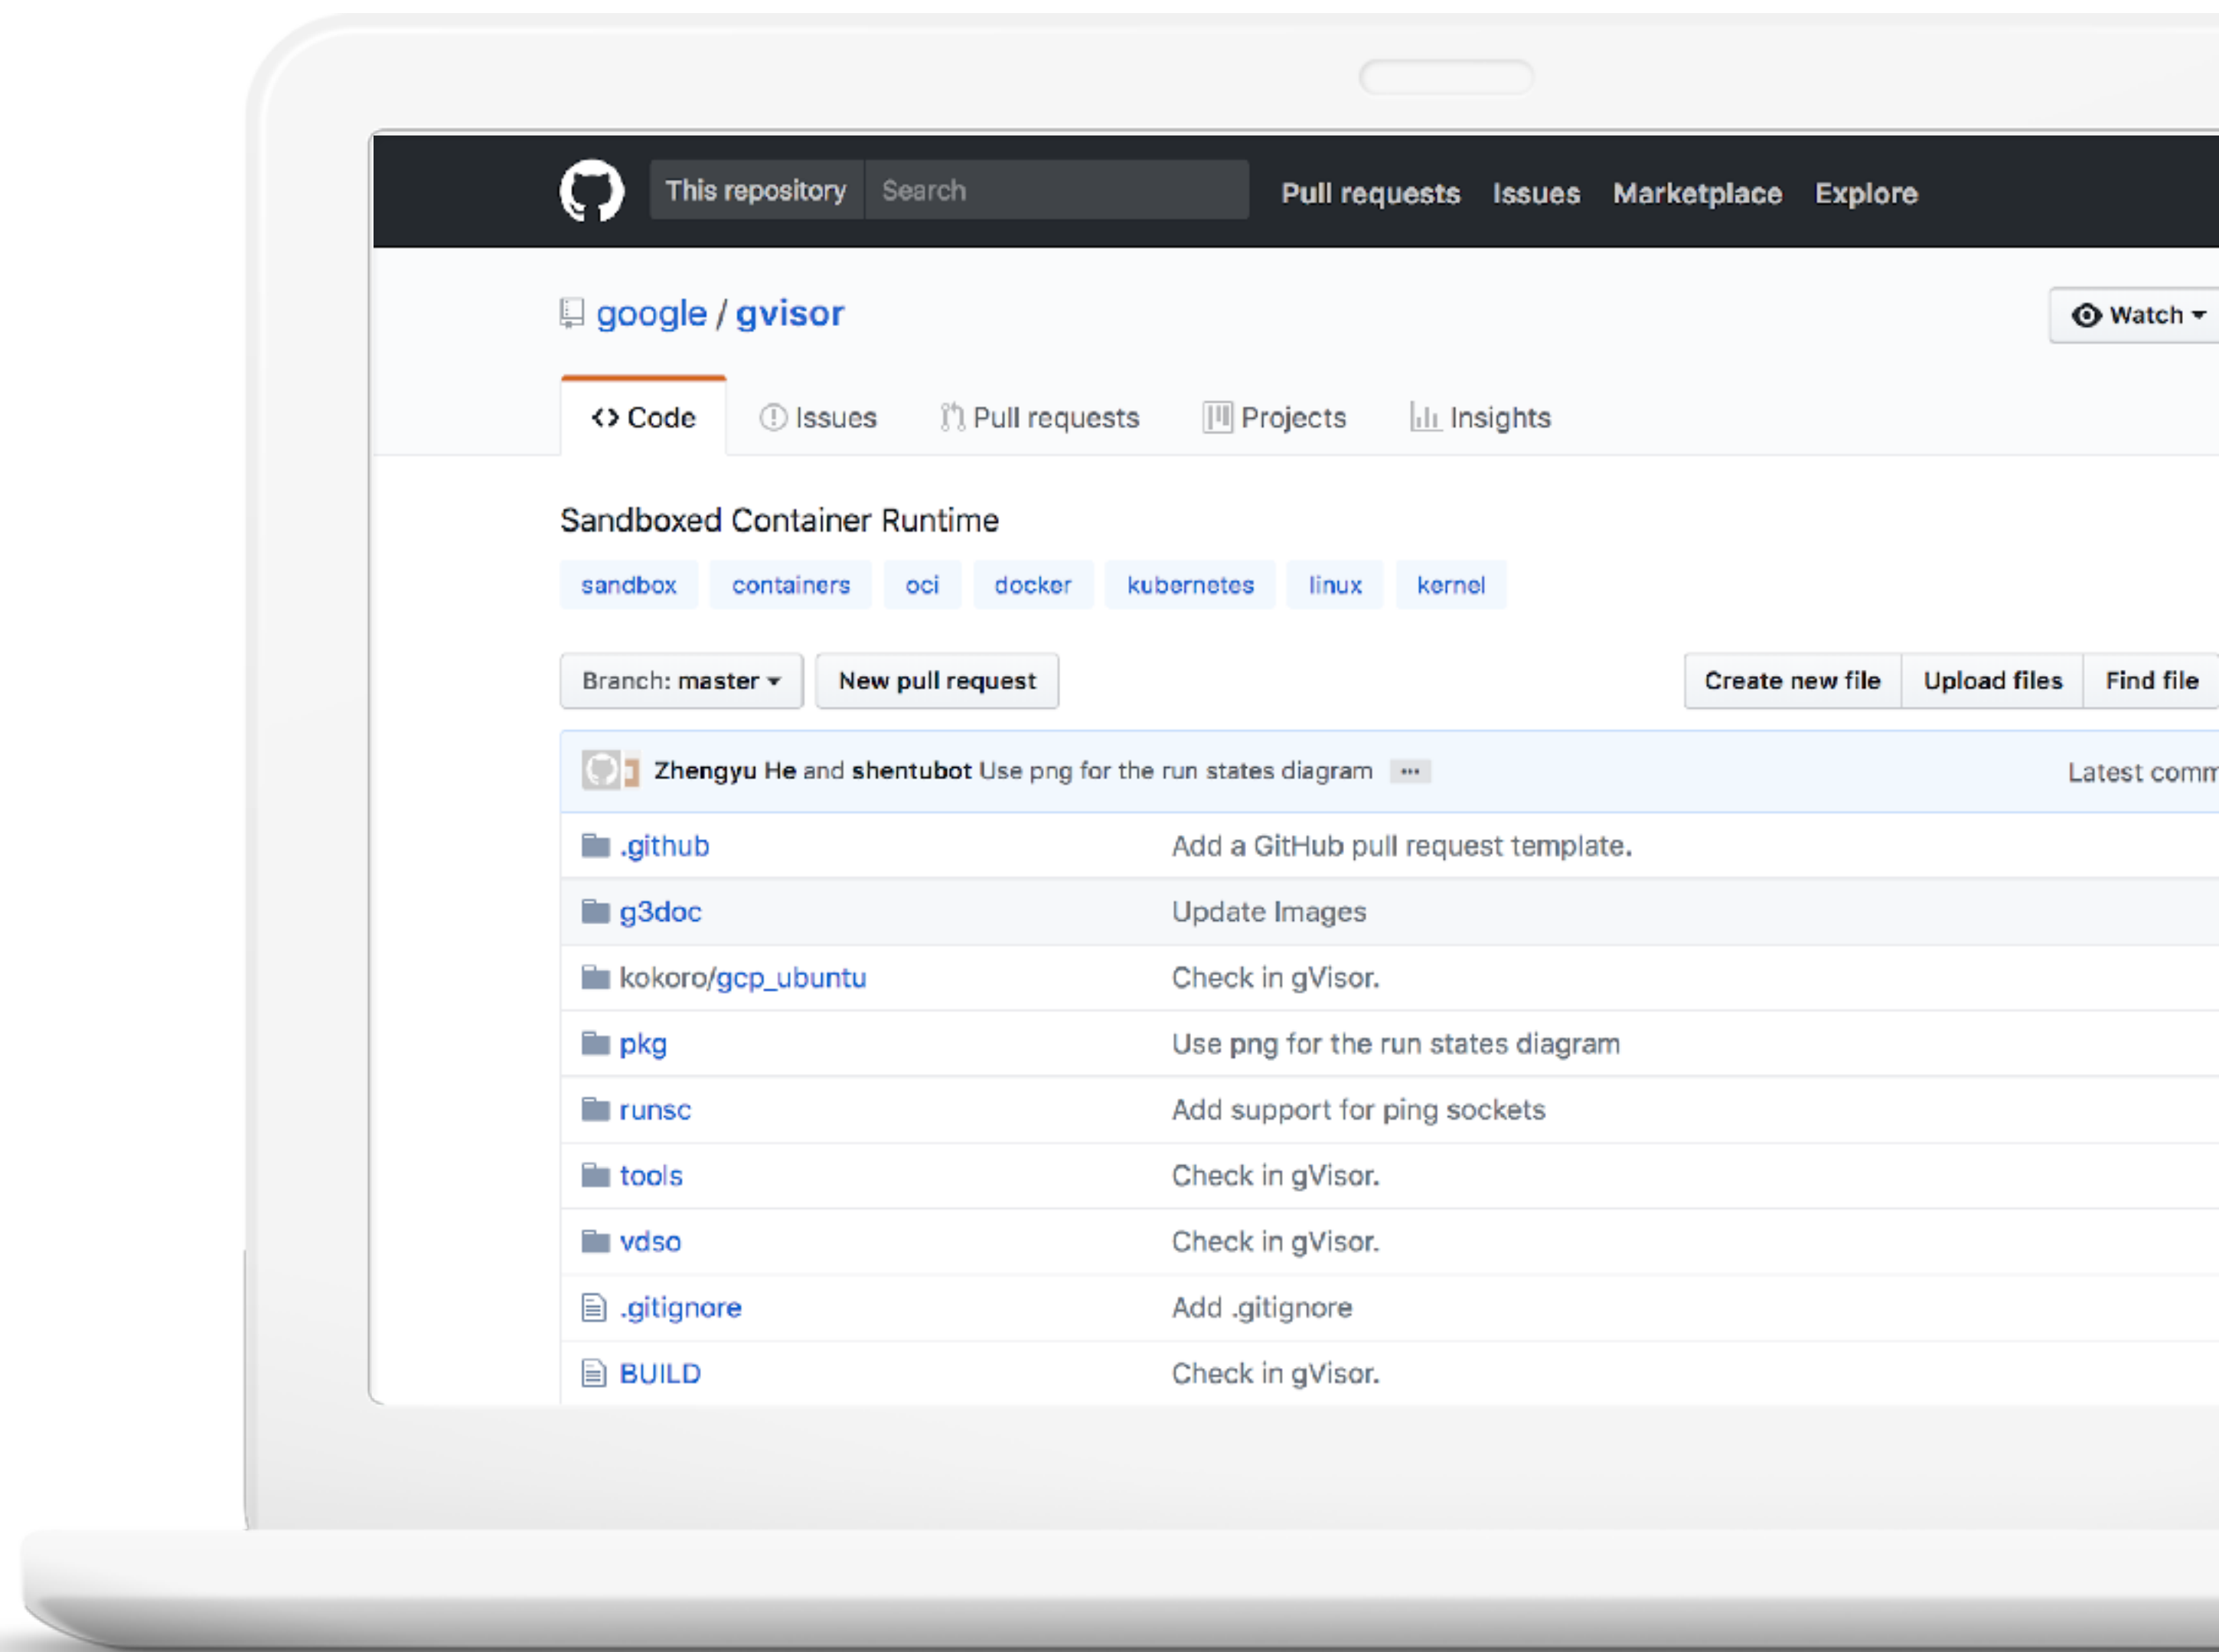 This repository Search Pull requests Issues Marketplace Explore
google / gvisor Watch
Code Issues Pull requests Projects Insights
Sandboxed Container Runtime
sandbox containers oci docker kubernetes linux kernel
Branch: master New pull request Create new file Upload files Find file
Zhengyu He and shentubot Use png for the run states diagram ... Latest comm
.github Add a GitHub pull request template.
g3doc Update Images
kokoro/gcp_ubuntu Check in gVisor.
pkg Use png for the run states diagram
runsc Add support for ping sockets
tools Check in gVisor.
vdso Check in gVisor.
.gitignore Add .gitignore
BUILD Check in gVisor.